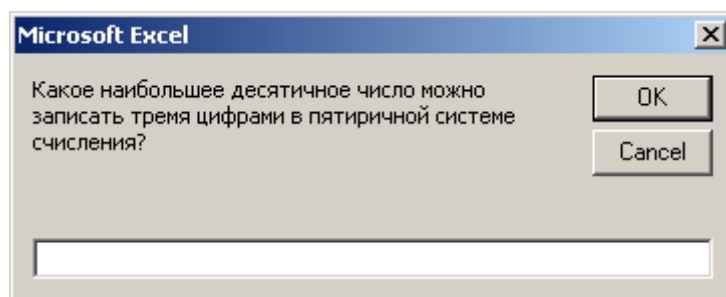 Microsoft Excel
Какое наибольшее десятичное число можно
записать тремя цифрами в пятиричной системе
счисления?
OK
Cancel